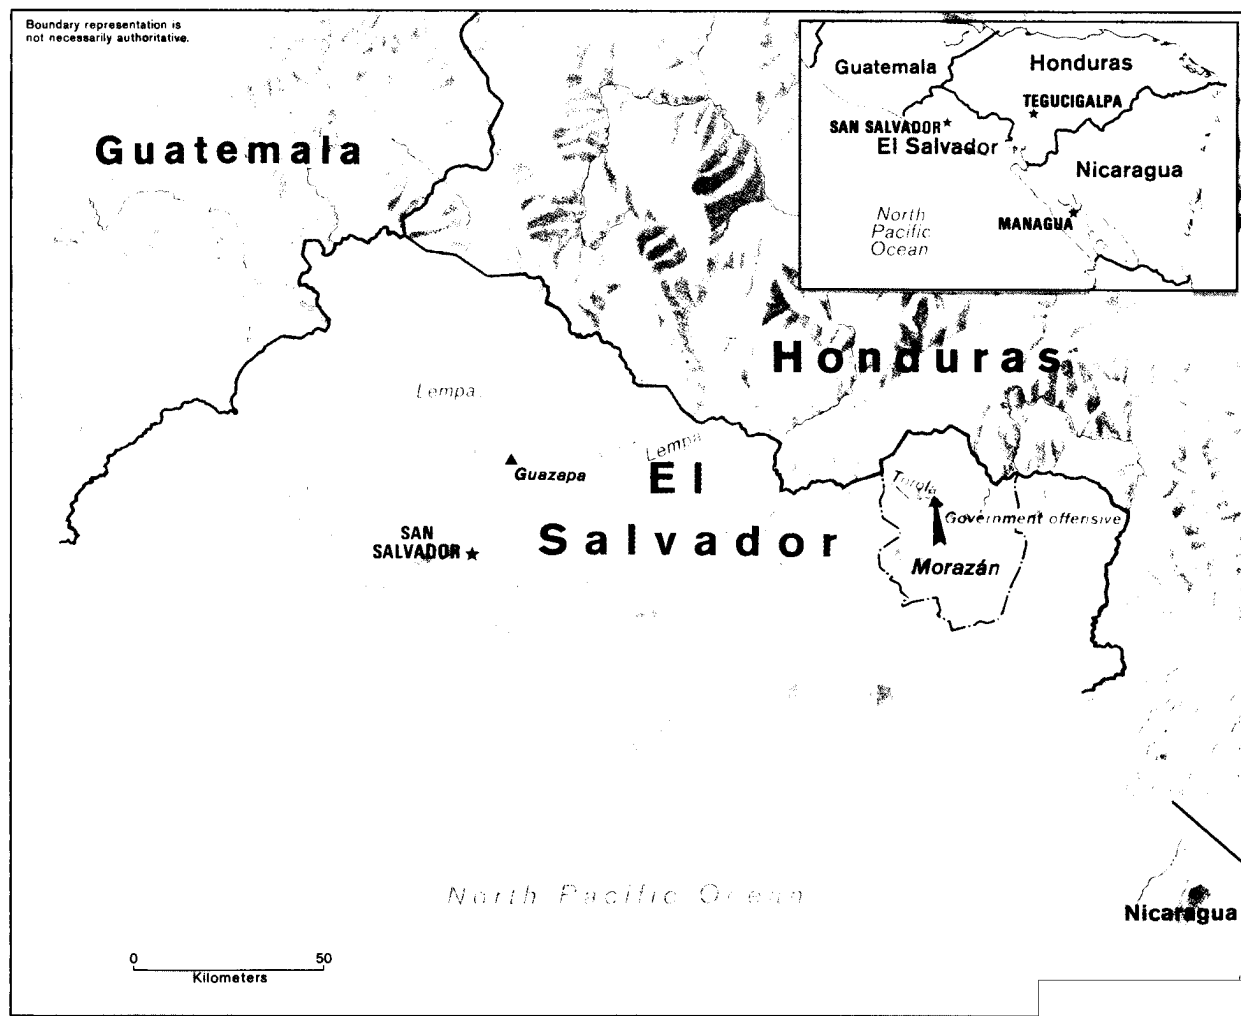 Boundary representation is
not necessarily authoritative.
Guatemala
Honduras
TEGUCIGALPA
SAN SALVADOR
El Salvador
Nicaragua
North
Pacific
Ocean
MANAGUA
Guatemala
Honduras
Lempa
Lempa
Guazapa
El
Salvador
SAN
SALVADOR
Torola
Government offensive
Morazán
North Pacific Ocean
Nicaragua
0 50
Kilometers